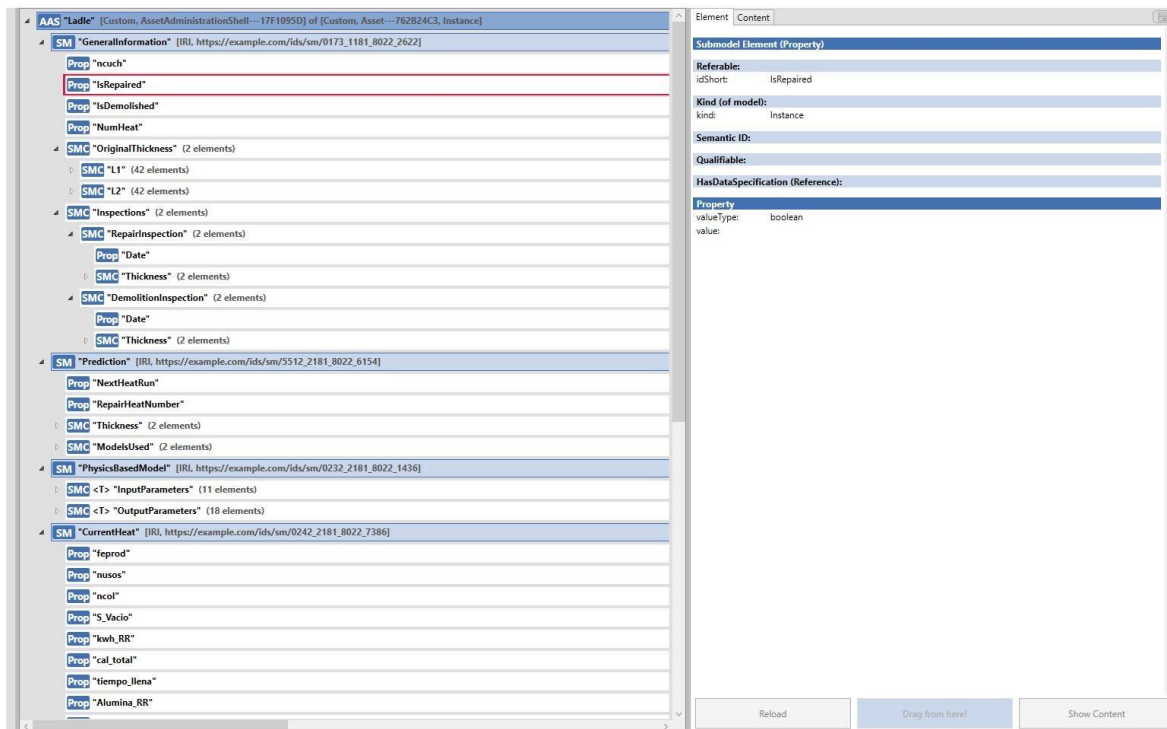 AAS "Ladle" [Custom, AssetAdministrationShell---17F1095D] of [Custom, Asset---762B24C3, Instance]
SM "GeneralInformation" [IRI, https://example.com/ids/sm/0173_1181_8022_2622]
Prop "ncuch"
Prop "IsRepaired"
Prop "IsDemolished"
Prop "NumHeat"
SMC "OriginalThickness" (2 elements)
SMC "L1" (42 elements)
SMC "L2" (42 elements)
SMC "Inspections" (2 elements)
SMC "RepairInspection" (2 elements)
Prop "Date"
SMC "Thickness" (2 elements)
SMC "DemolitionInspection" (2 elements)
Prop "Date"
SMC "Thickness" (2 elements)
SM "Prediction" [IRI, https://example.com/ids/sm/5512_2181_8022_6154]
Prop "NextHeatRun"
Prop "RepairHeatNumber"
SMC "Thickness" (2 elements)
SMC "ModelsUsed" (2 elements)
SM "PhysicsBasedModel" [IRI, https://example.com/ids/sm/0232_2181_8022_1436]
SMC <T> "InputParameters" (11 elements)
SMC <T> "OutputParameters" (18 elements)
SM "CurrentHeat" [IRI, https://example.com/ids/sm/0242_2181_8022_7386]
Prop "feprod"
Prop "nusos"
Prop "ncol"
Prop "S_Vacio"
Prop "kwh_RR"
Prop "cal_total"
Prop "tiempo_llena"
Prop "Alumina_RR"
Element Content
Submodel Element (Property)
Referable:
idShort: IsRepaired
Kind (of model):
kind: Instance
Semantic ID:
Qualifiable:
HasDataSpecification (Reference):
Property
valueType: boolean
value:
Reload Drag from here! Show Content